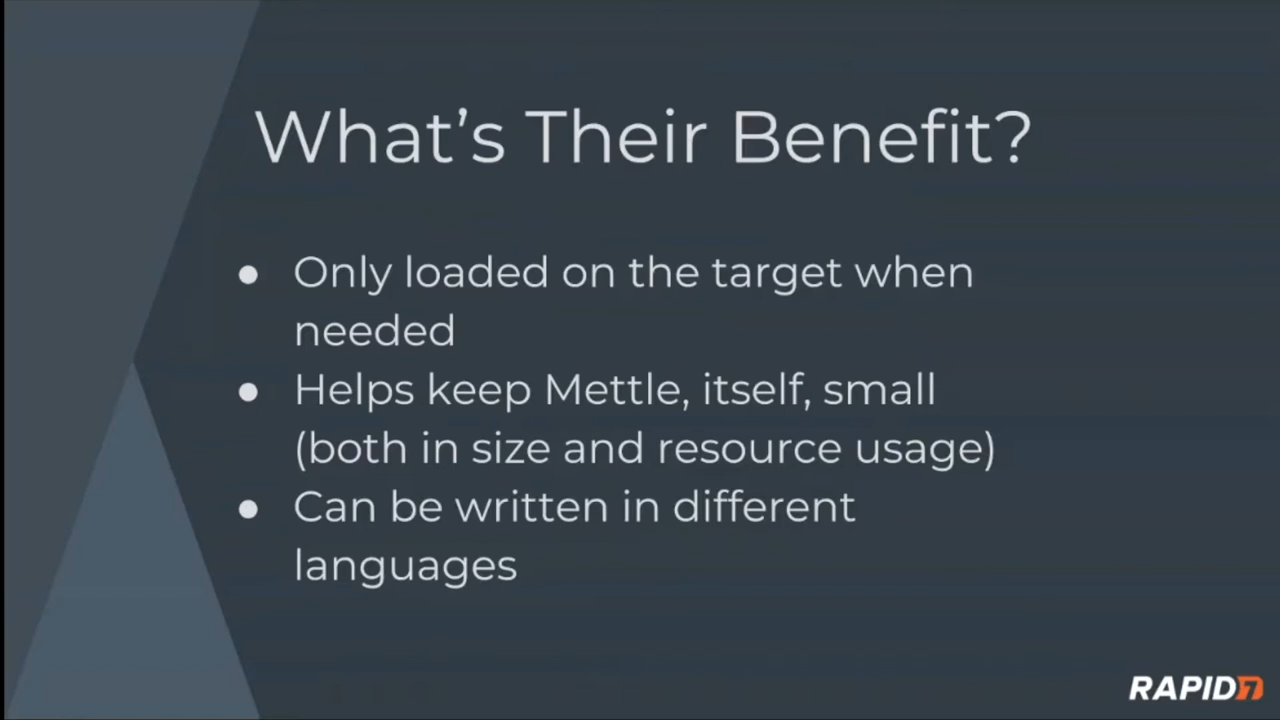 What's Their Benefit?
● Only loaded on the target when
needed
● Helps keep Mettle, itself, small
(both in size and resource usage)
● Can be written in different
languages
RAPID7